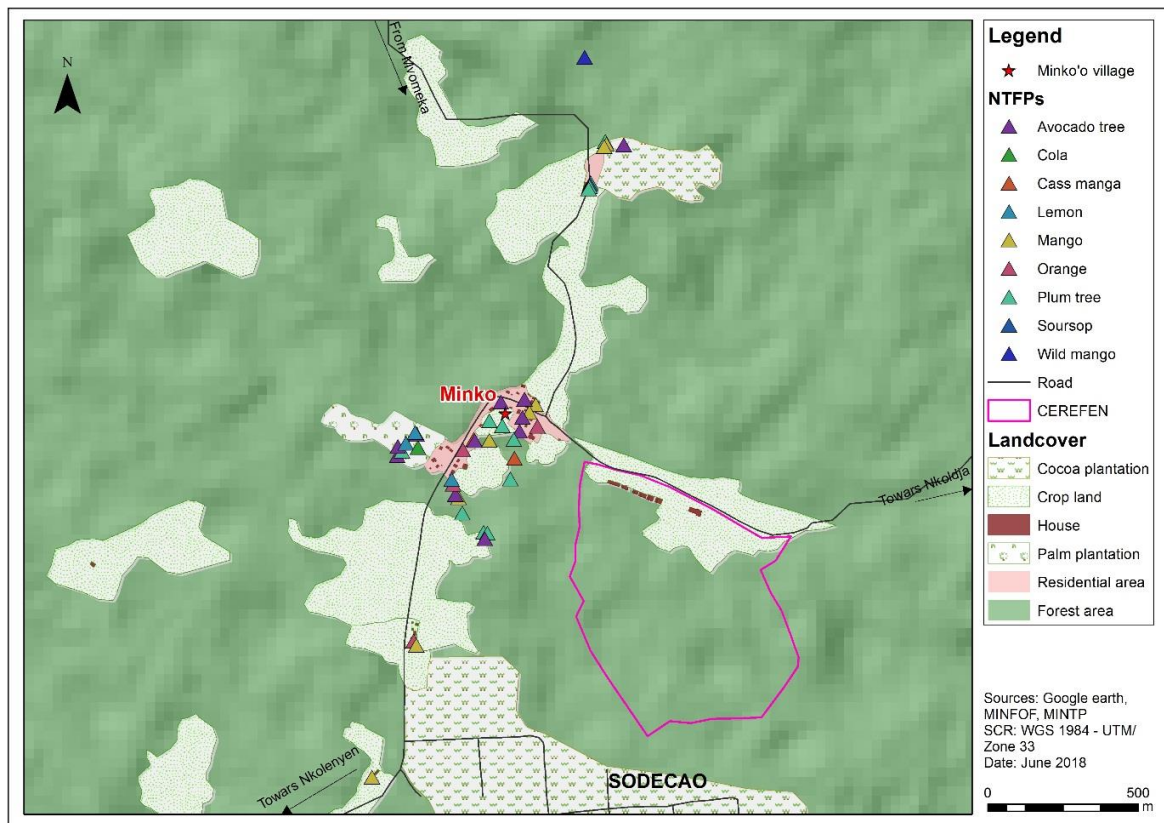 N
From Mvomeka
Minko
Towars Nkoldja
Towars Nkolenyen
SODECAO
Legend
Minko'o village
NTFPs
Avocado tree
Cola
Cass manga
Lemon
Mango
Orange
Plum tree
Soursop
Wild mango
Road
CEREFEN
Landcover
Cocoa plantation
Crop land
House
Palm plantation
Residential area
Forest area
Sources: Google earth,
MINFOF, MINTP
SCR: WGS 1984 - UTM/
Zone 33
Date: June 2018
0 500
m